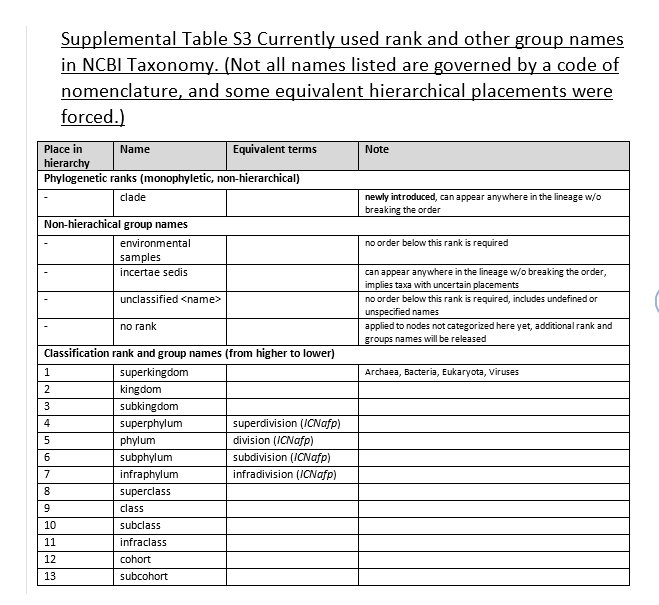 Supplemental Table S3 Currently used rank and other group names
in NCBI Taxonomy. (Not all names listed are governed by a code of
nomenclature, and some equivalent hierarchical placements were
forced.)
Place in hierarchy Name Equivalent terms Note
Phylogenetic ranks (monophyletic, non-hierarchical)
- clade newly introduced, can appear anywhere in the lineage w/o
breaking the order
Non-hierachical group names
- environmental samples no order below this rank is required
- incertae sedis can appear anywhere in the lineage w/o breaking the order,
implies taxa with uncertain placements
- unclassified <name> no order below this rank is required, includes undefined or
unspecified names
- no rank applied to nodes not categorized here yet, additional rank and
groups names will be released
Classification rank and group names (from higher to lower)
1 superkingdom Archaea, Bacteria, Eukaryota, Viruses
2 kingdom
3 subkingdom
4 superphylum superdivision (ICNafp)
5 phylum division (ICNafp)
6 subphylum subdivision (ICNafp)
7 infraphylum infradivision (ICNafp)
8 superclass
9 class
10 subclass
11 infraclass
12 cohort
13 subcohort